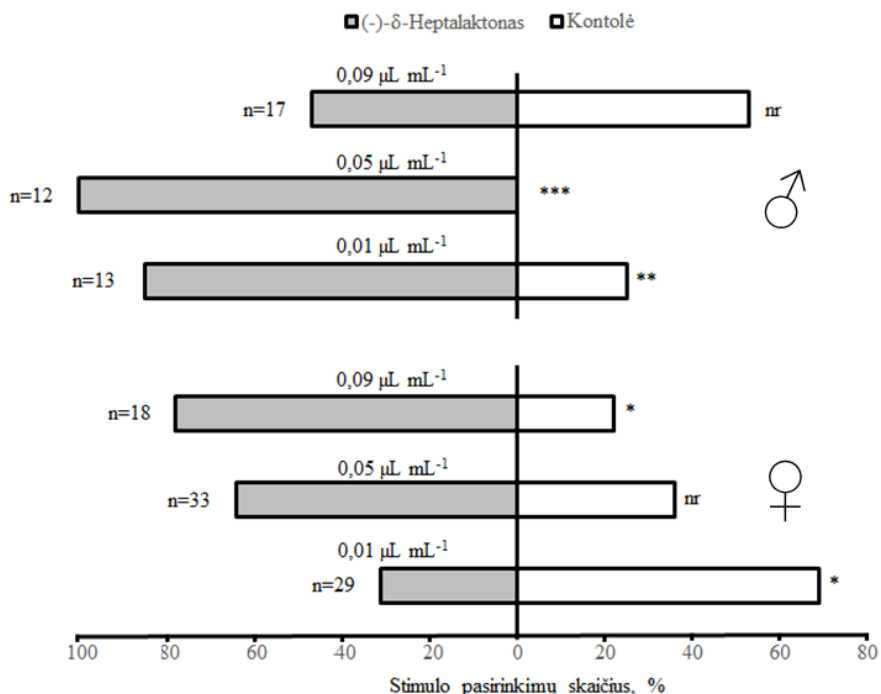 (-)-δ-Heptalaktonas Kontolė
0,09 µL mL⁻¹
n=17 nr
0,05 µL mL⁻¹
n=12 ***
0,01 µL mL⁻¹
n=13 **
0,09 µL mL⁻¹
n=18 *
0,05 µL mL⁻¹
n=33 nr
0,01 µL mL⁻¹
n=29 *
100 80 60 40 20 0 20 40 60 80
Stimulo pasirinkimų skaičius, %